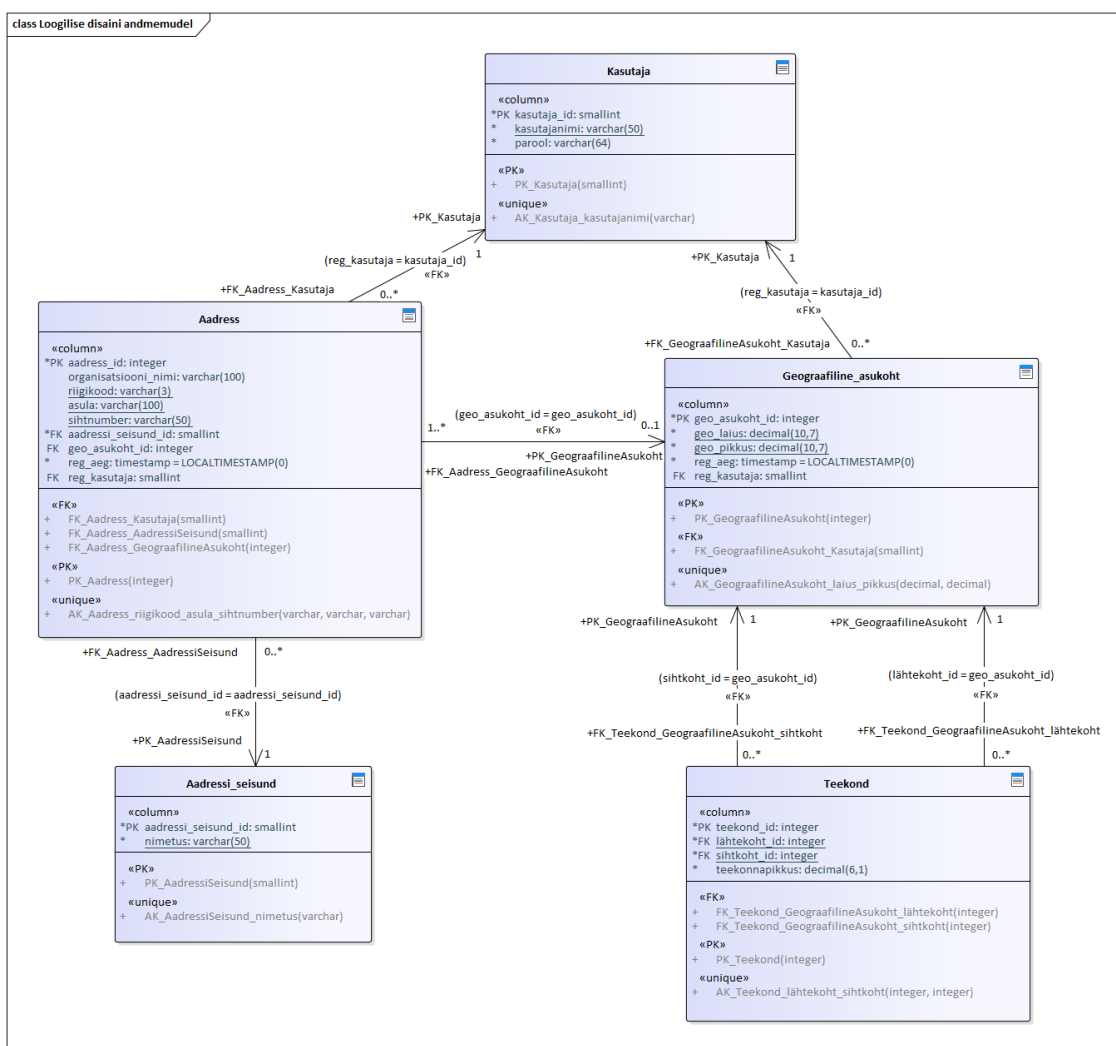 class Loogilise disaini andmemudel
Kasutaja
«column»
*PK kasutaja_id: smallint
* kasutajanimi: varchar(50)
* parool: varchar(64)
«PK»
+ PK_Kasutaja(smallint)
«unique»
+ AK_Kasutaja_kasutajanimi(varchar)
+PK_Kasutaja
1
(reg_kasutaja = kasutaja_id)
«FK»
+FK_Aadress_Kasutaja
0..*
+PK_Kasutaja
1
(reg_kasutaja = kasutaja_id)
«FK»
+FK_GeograafilineAsukoht_Kasutaja
0..*
Aadress
«column»
*PK aadress_id: integer
organisatsiooni_nimi: varchar(100)
riigikood: varchar(3)
asula: varchar(100)
sihtnumber: varchar(50)
*FK aadressi_seisund_id: smallint
FK geo_asukoht_id: integer
* reg_aeg: timestamp = LOCALTIMESTAMP(0)
FK reg_kasutaja: smallint
«FK»
+ FK_Aadress_Kasutaja(smallint)
+ FK_Aadress_AadressiSeisund(smallint)
+ FK_Aadress_GeograafilineAsukoht(integer)
«PK»
+ PK_Aadress(integer)
«unique»
+ AK_Aadress_riigikood_asula_sihtnumber(varchar, varchar, varchar)
(geo_asukoht_id = geo_asukoht_id)
1..*
«FK»
0..1
+PK_GeograafilineAsukoht
+FK_Aadress_GeograafilineAsukoht
Geograafiline_asukoht
«column»
*PK geo_asukoht_id: integer
* geo_laius: decimal(10,7)
* geo_pikkus: decimal(10,7)
* reg_aeg: timestamp = LOCALTIMESTAMP(0)
FK reg_kasutaja: smallint
«PK»
+ PK_GeograafilineAsukoht(integer)
«FK»
+ FK_GeograafilineAsukoht_Kasutaja(smallint)
«unique»
+ AK_GeograafilineAsukoht_laius_pikkus(decimal, decimal)
+FK_Aadress_AadressiSeisund
0..*
(aadressi_seisund_id = aadressi_seisund_id)
«FK»
+PK_AadressiSeisund
1
+PK_GeograafilineAsukoht
1
(sihtkoht_id = geo_asukoht_id)
«FK»
+FK_Teekond_GeograafilineAsukoht_sihtkoht
0..*
+PK_GeograafilineAsukoht
1
(lähtekoht_id = geo_asukoht_id)
«FK»
+FK_Teekond_GeograafilineAsukoht_lähtekoht
0..*
Aadressi_seisund
«column»
*PK aadressi_seisund_id: smallint
* nimetus: varchar(50)
«PK»
+ PK_AadressiSeisund(smallint)
«unique»
+ AK_AadressiSeisund_nimetus(varchar)
Teekond
«column»
*PK teekond_id: integer
*FK lähtekoht_id: integer
*FK sihtkoht_id: integer
* teekonnapikkus: decimal(6,1)
«FK»
+ FK_Teekond_GeograafilineAsukoht_lähtekoht(integer)
+ FK_Teekond_GeograafilineAsukoht_sihtkoht(integer)
«PK»
+ PK_Teekond(integer)
«unique»
+ AK_Teekond_lähtekoht_sihtkoht(integer, integer)